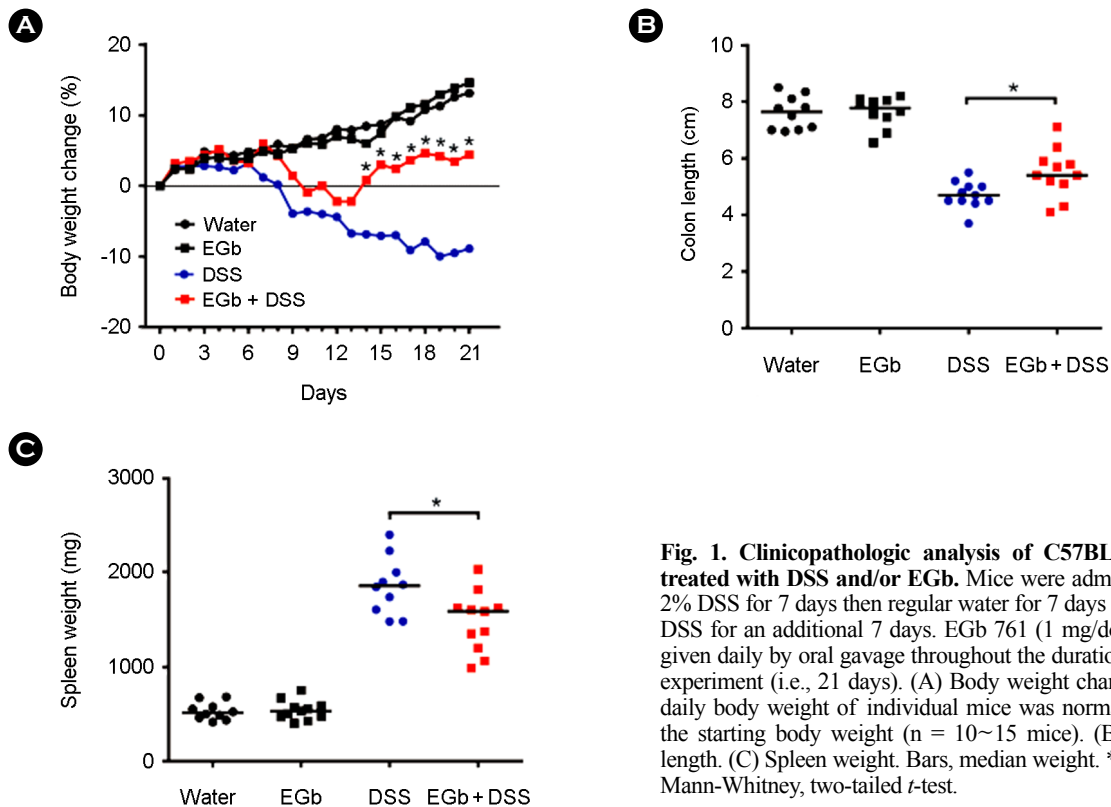 A
Body weight change (%)
20
10
0
-10
-20
Water
EGb
DSS
EGb + DSS
* * * * * * * *
0 3 6 9 12 15 18 21
Days
B
Colon length (cm)
10
8
6
4
2
0
*
Water EGb DSS EGb + DSS
C
Spleen weight (mg)
3000
2000
1000
0
*
Water EGb DSS EGb + DSS
Fig. 1. Clinicopathologic analysis of C57BL
treated with DSS and/or EGb. Mice were adm
2% DSS for 7 days then regular water for 7 days
DSS for an additional 7 days. EGb 761 (1 mg/d
given daily by oral gavage throughout the duratio
experiment (i.e., 21 days). (A) Body weight chan
daily body weight of individual mice was norm
the starting body weight (n = 10~15 mice). (B
length. (C) Spleen weight. Bars, median weight. *
Mann-Whitney, two-tailed t-test.